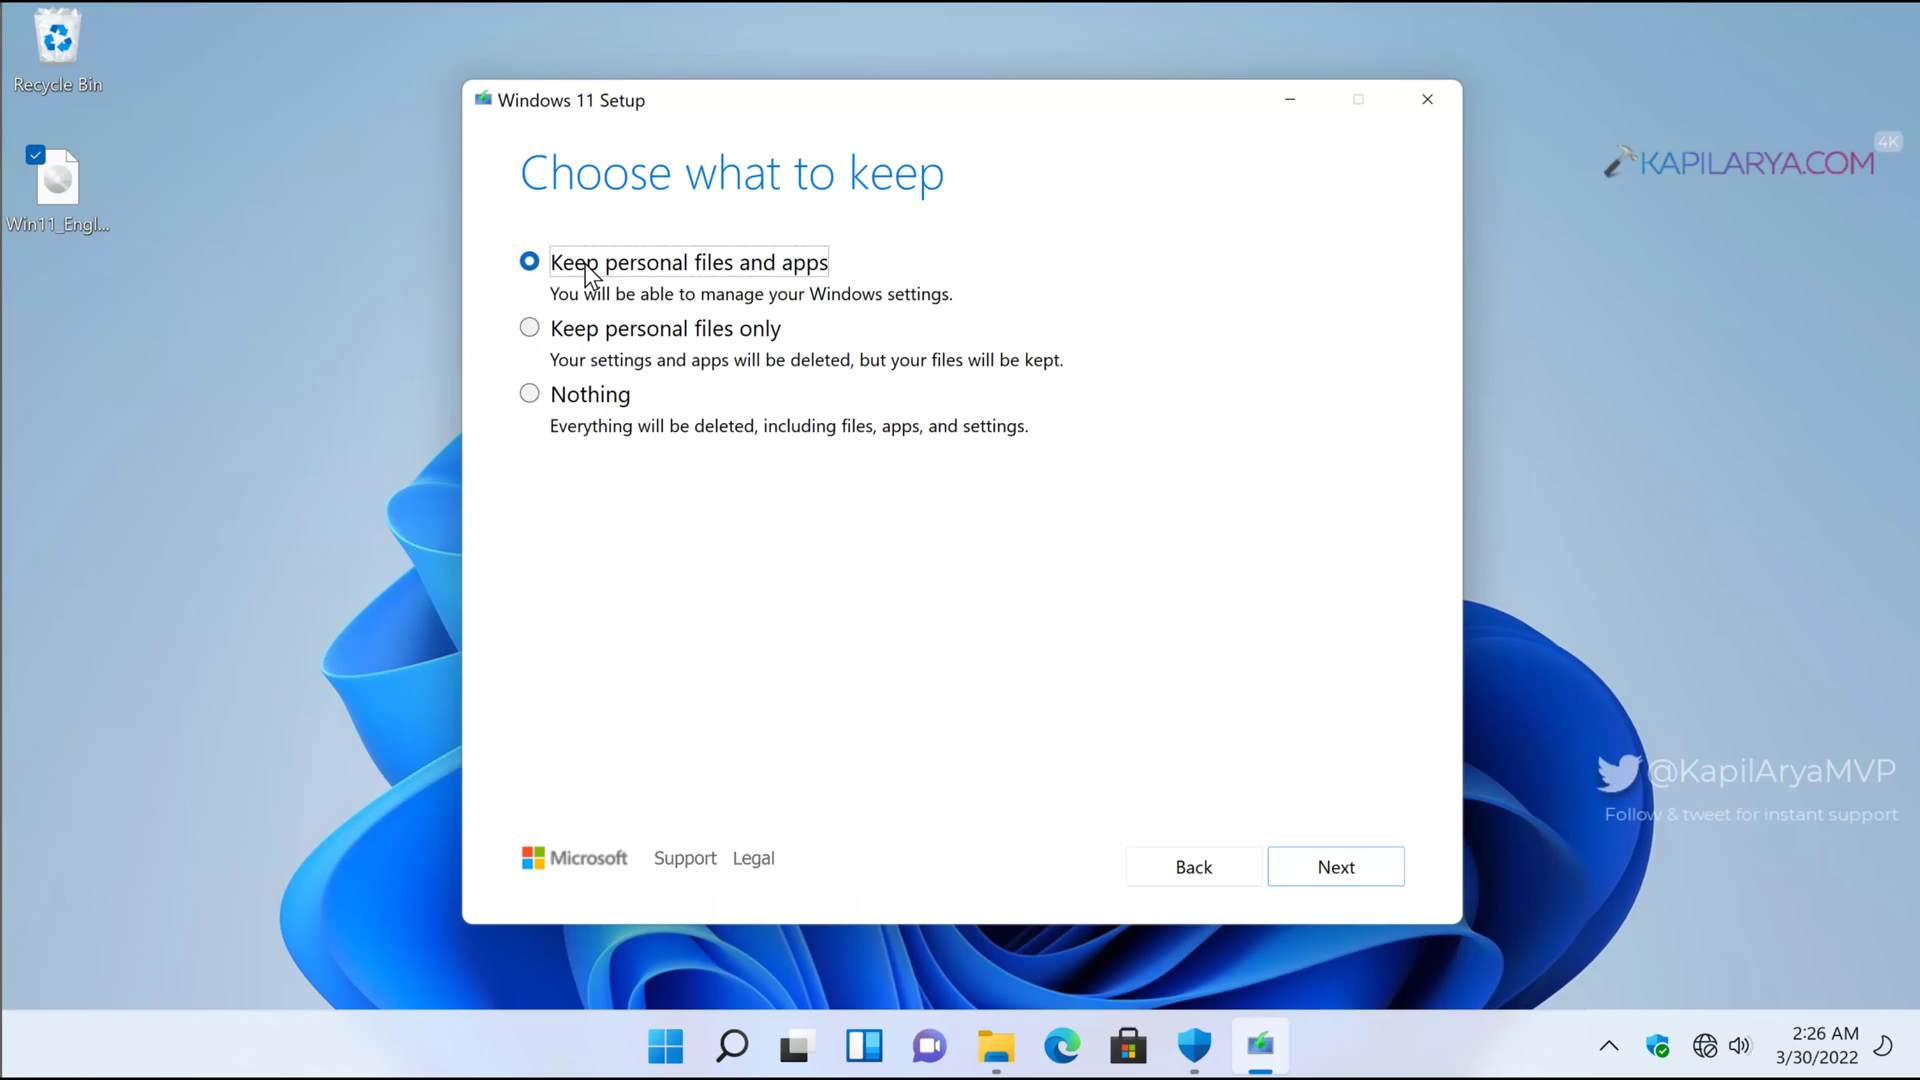 Recycle Bin
Win11_Engl...
Windows 11 Setup
Choose what to keep
Keep personal files and apps
You will be able to manage your Windows settings.
Keep personal files only
Your settings and apps will be deleted, but your files will be kept.
Nothing
Everything will be deleted, including files, apps, and settings.
Microsoft Support Legal
Back Next
4K
KAPILARYA.COM
@KapilAryaMVP
Follow & tweet for instant support
2:26 AM
3/30/2022